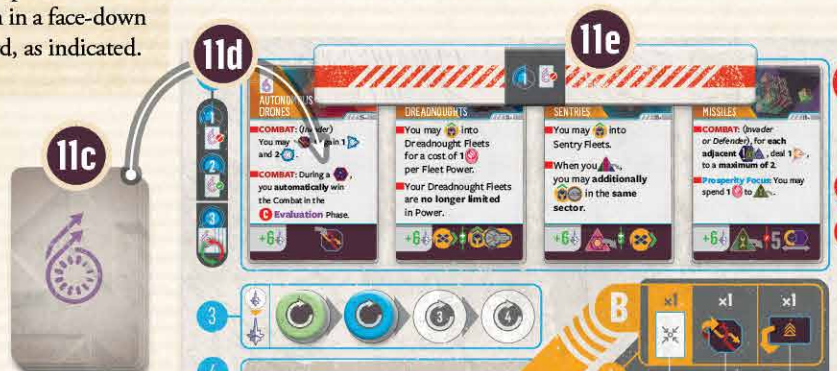 in a face-down
d, as indicated.
11c
11d
11e
1
2
3
1
6
AUTONOMOUS
DRONES
COMBAT: (Invader)
You may gain 1
and 2
COMBAT: During a
you automatically win
the Combat in the
C Evaluation Phase.
+6
DREADNOUGHTS
You may into
Dreadnought Fleets
for a cost of 1
per Fleet Power.
Your Dreadnought Fleets
are no longer limited
in Power.
+6
SENTRIES
You may into
Sentry Fleets.
When you
you may additionally
in the same
sector.
+6
MISSILES
COMBAT: (Invader
or Defender), for each
adjacent , deal 1 ,
to a maximum of 2.
Prosperity Focus: You may
spend 1 to
+6 5
3
3
4
B
x1
x1
x1